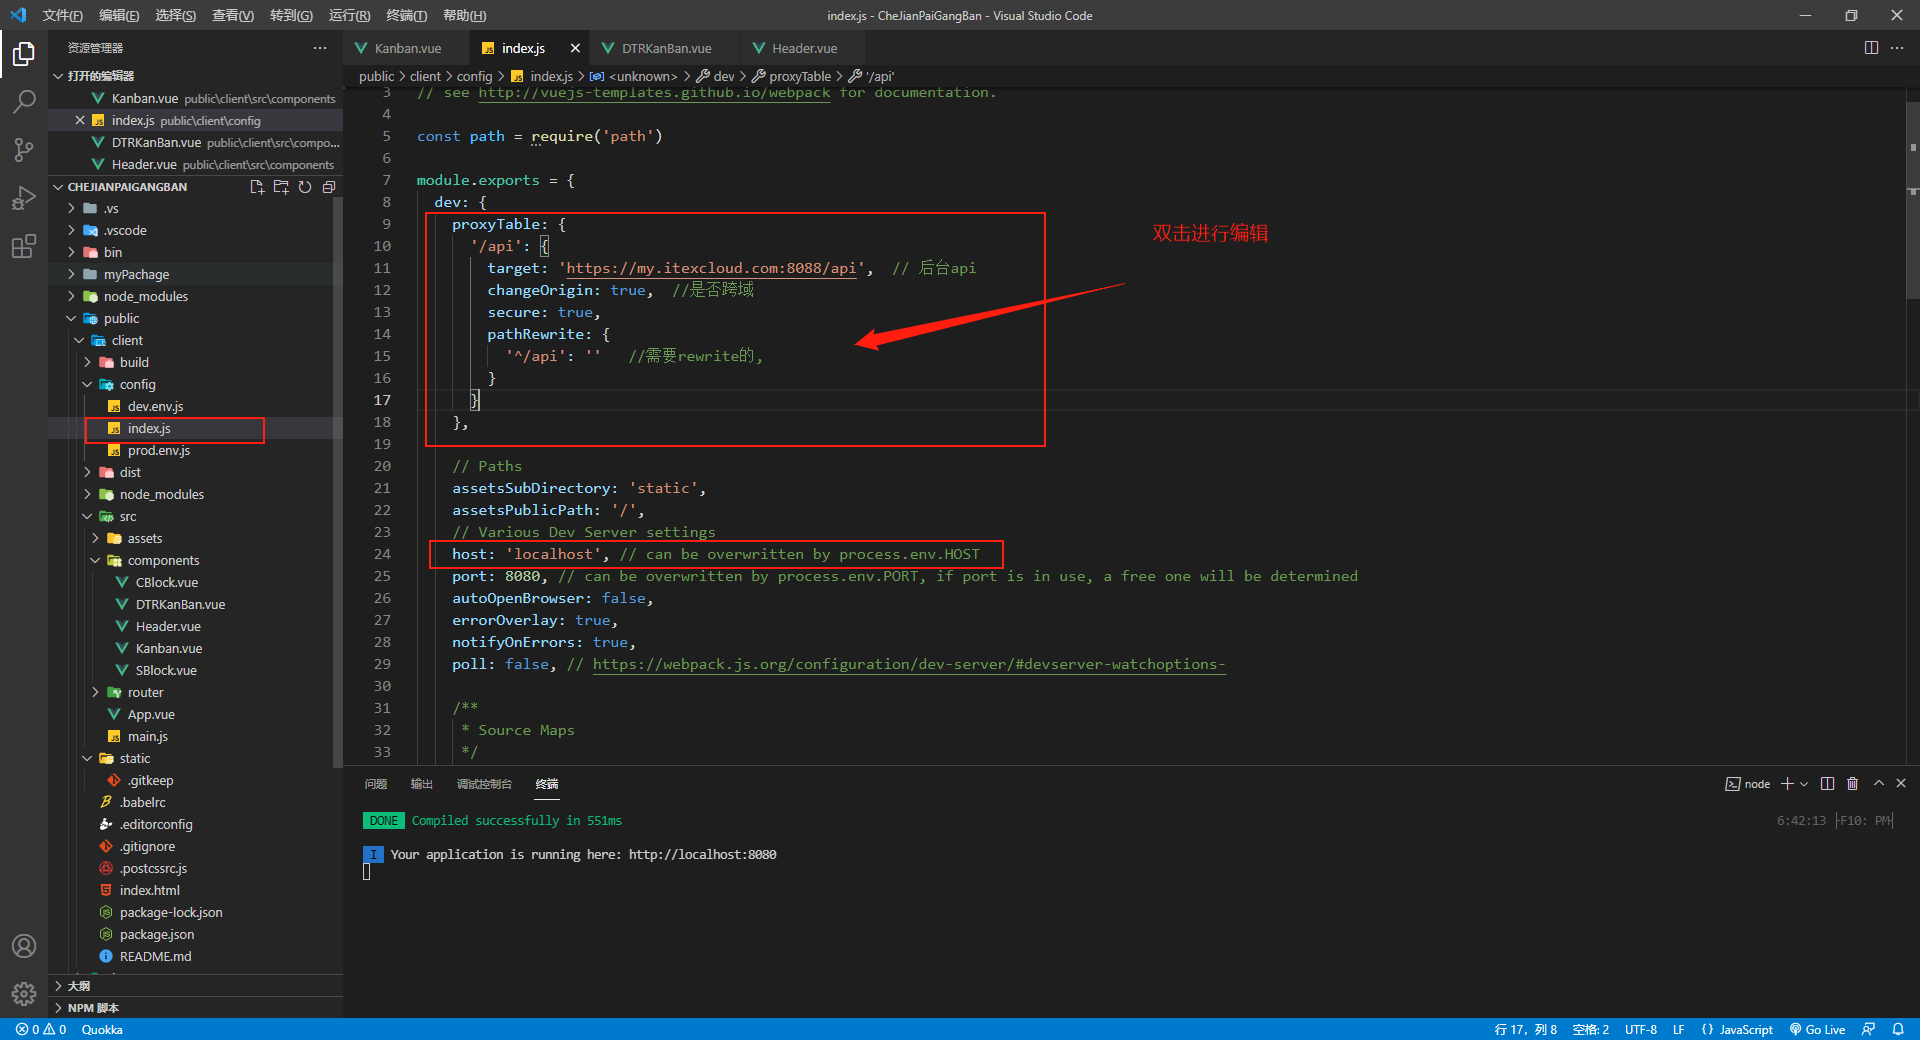 文件(F) 编辑(E) 选择(S) 查看(V) 转到(G) 运行(R) 终端(T) 帮助(H) index.js - CheJianPaiGangBan - Visual Studio Code
资源管理器 ···
Kanban.vue index.js DTRKanBan.vue Header.vue
public > client > config > index.js > <unknown> > dev > proxyTable > '/api'
打开的编辑器
Kanban.vue public\client\src\components
index.js public\client\config
DTRKanBan.vue public\client\src\compo...
Header.vue public\client\src\components
CHEJIANPAIGANGBAN
.vs
.vscode
bin
myPachage
node_modules
public
client
build
config
dev.env.js
index.js
prod.env.js
dist
node_modules
src
assets
components
CBlock.vue
DTRKanBan.vue
Header.vue
Kanban.vue
SBlock.vue
router
App.vue
main.js
static
.gitkeep
.babelrc
.editorconfig
.gitignore
.postcssrc.js
index.html
package-lock.json
package.json
README.md
大纲
NPM 脚本
3 // see http://vuejs-templates.github.io/webpack for documentation.
4
5 const path = require('path')
6
7 module.exports = {
8 dev: {
9 proxyTable: {
10 '/api': {
11 target: 'https://my.itexcloud.com:8088/api', // 后台api
12 changeOrigin: true, //是否跨域
13 secure: true,
14 pathRewrite: {
15 '^/api': '' //需要rewrite的,
16 }
17 }
18 },
19
20 // Paths
21 assetsSubDirectory: 'static',
22 assetsPublicPath: '/',
23 // Various Dev Server settings
24 host: 'localhost', // can be overwritten by process.env.HOST
25 port: 8080, // can be overwritten by process.env.PORT, if port is in use, a free one will be determined
26 autoOpenBrowser: false,
27 errorOverlay: true,
28 notifyOnErrors: true,
29 poll: false, // https://webpack.js.org/configuration/dev-server/#devserver-watchoptions-
30
31 /**
32 * Source Maps
33 */
双击进行编辑
问题 输出 调试控制台 终端 node
DONE Compiled successfully in 551ms 6:42:13 ├F10: PM┤
I Your application is running here: http://localhost:8080
0 0 Quokka 行 17，列 8 空格: 2 UTF-8 LF {} JavaScript Go Live